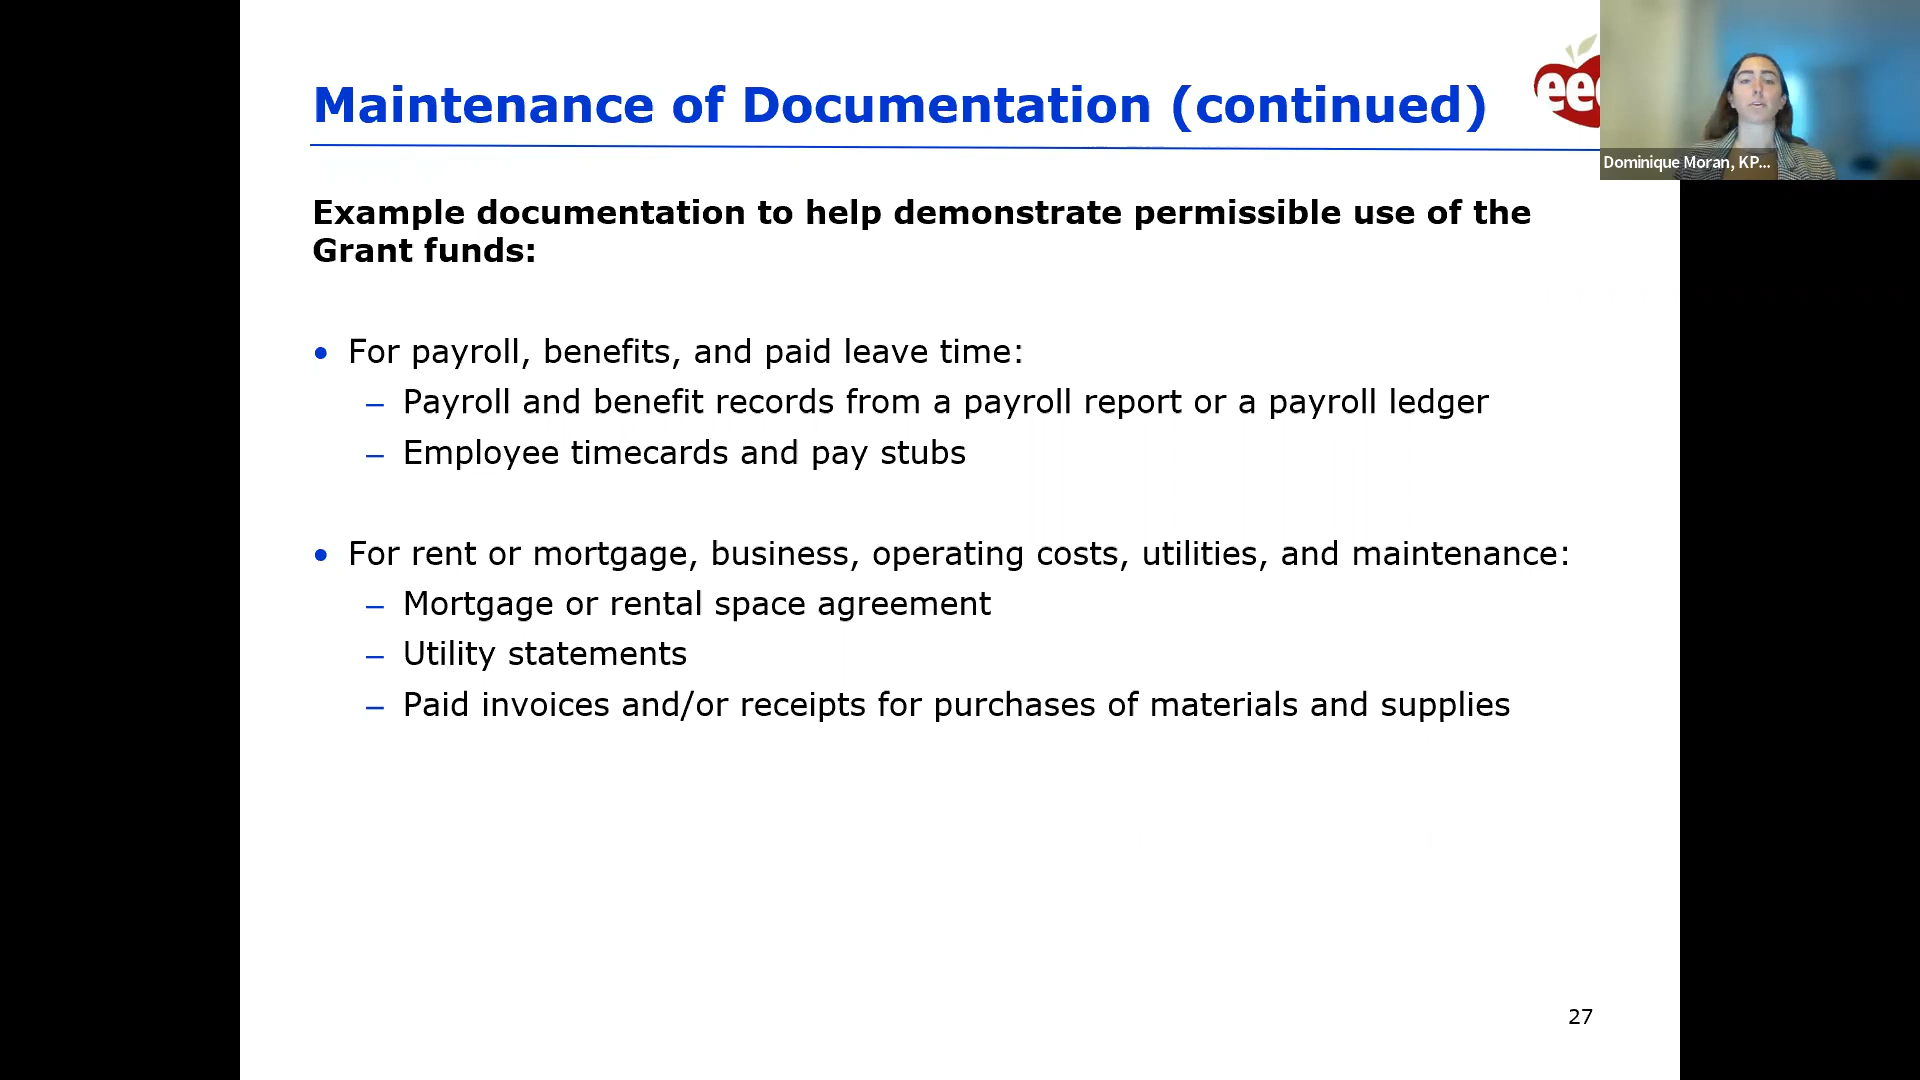 Maintenance of Documentation (continued)
ee
Dominique Moran, KP...
Example documentation to help demonstrate permissible use of the
Grant funds:
• For payroll, benefits, and paid leave time:
– Payroll and benefit records from a payroll report or a payroll ledger
– Employee timecards and pay stubs
• For rent or mortgage, business, operating costs, utilities, and maintenance:
– Mortgage or rental space agreement
– Utility statements
– Paid invoices and/or receipts for purchases of materials and supplies
27